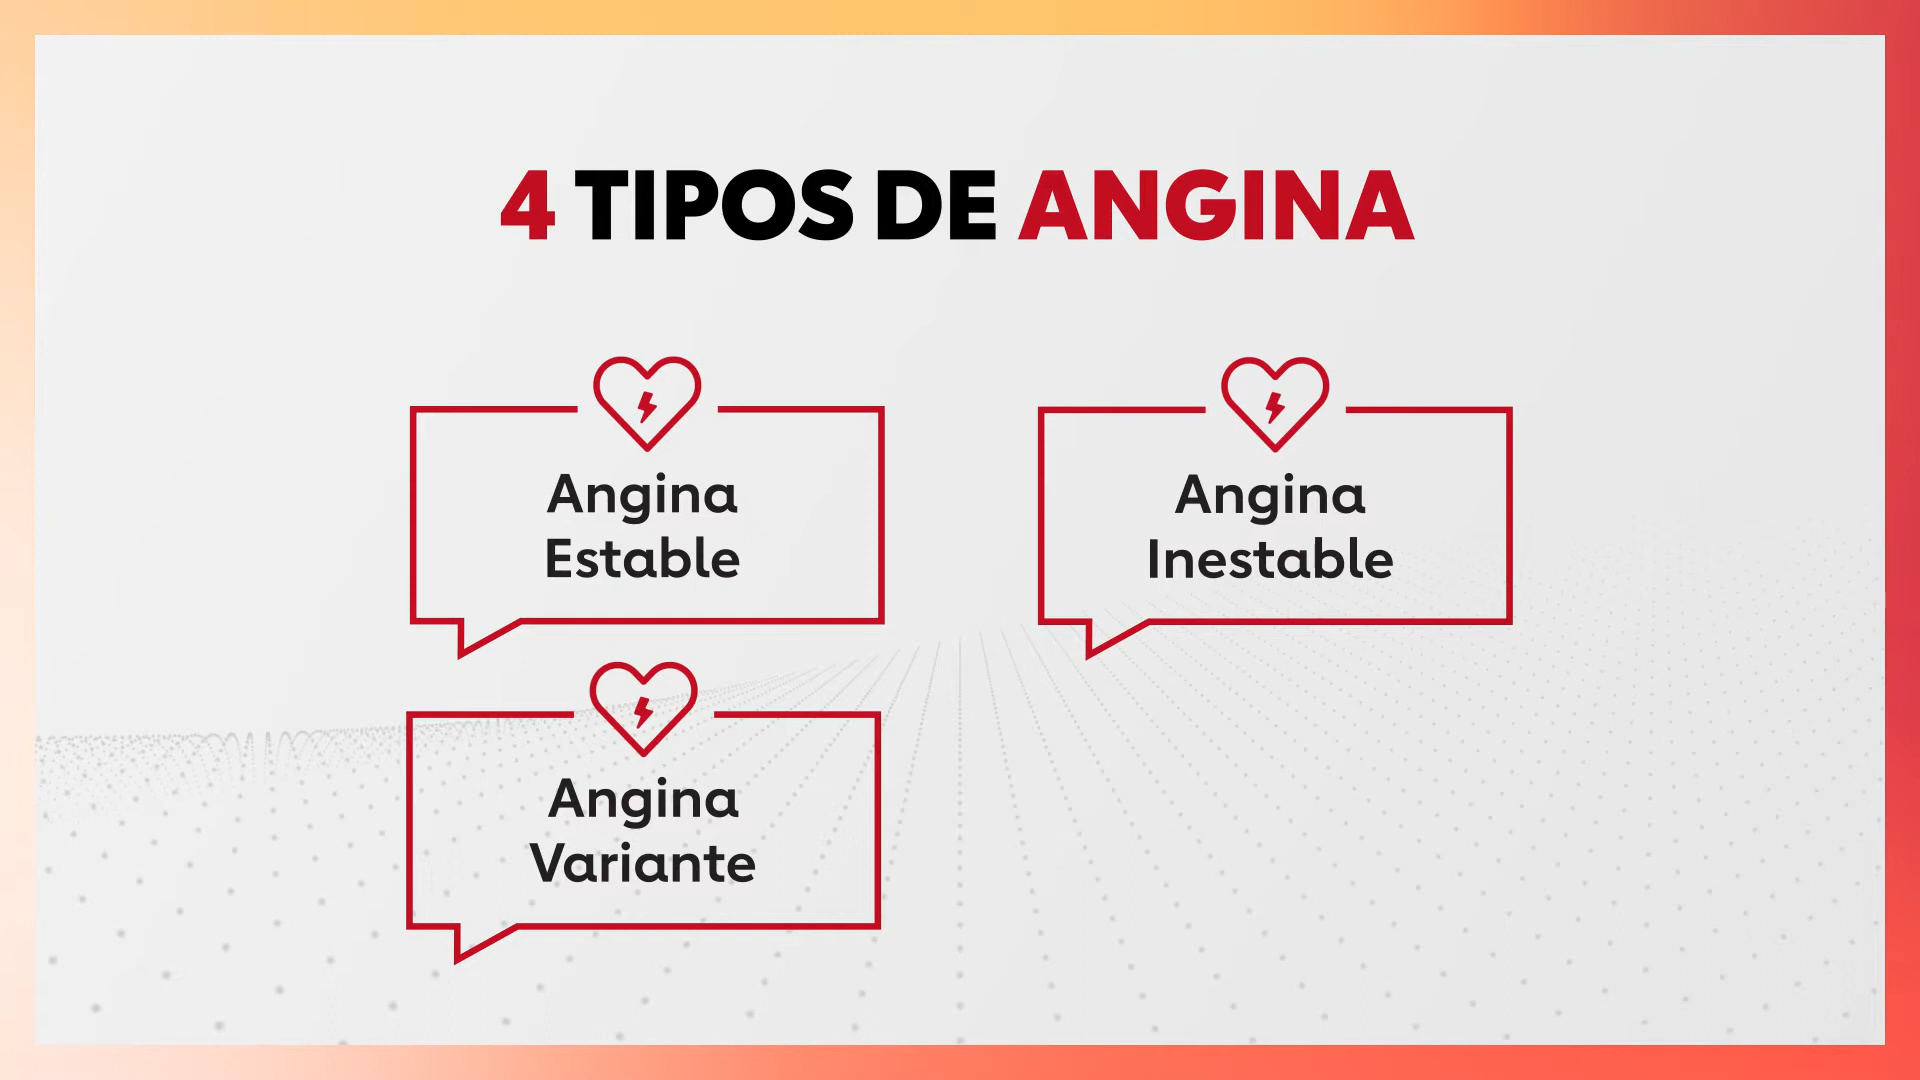 4 TIPOS DE ANGINA
Angina
Estable
Angina
Inestable
Angina
Variante